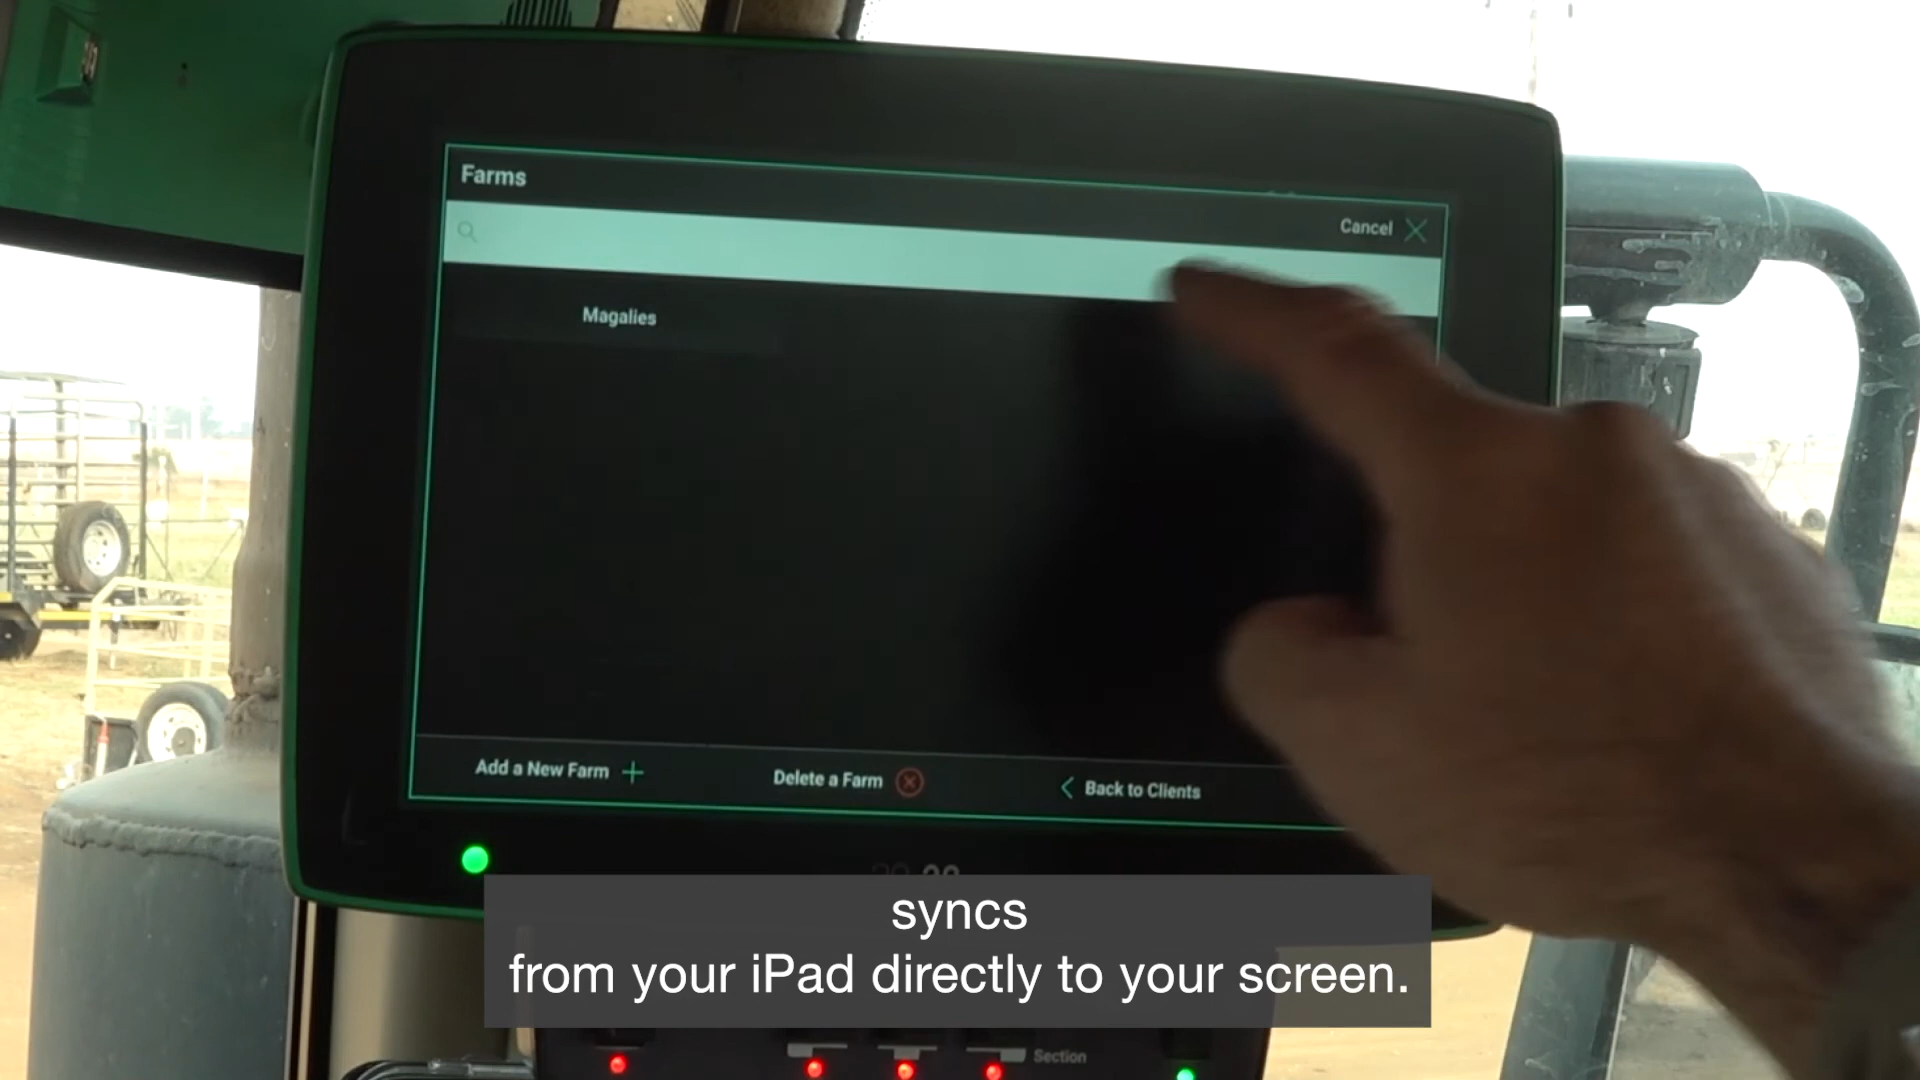 Farms
Cancel
Magalies
Add a New Farm
Delete a Farm
Back to Clients
syncs
from your iPad directly to your screen.
Section